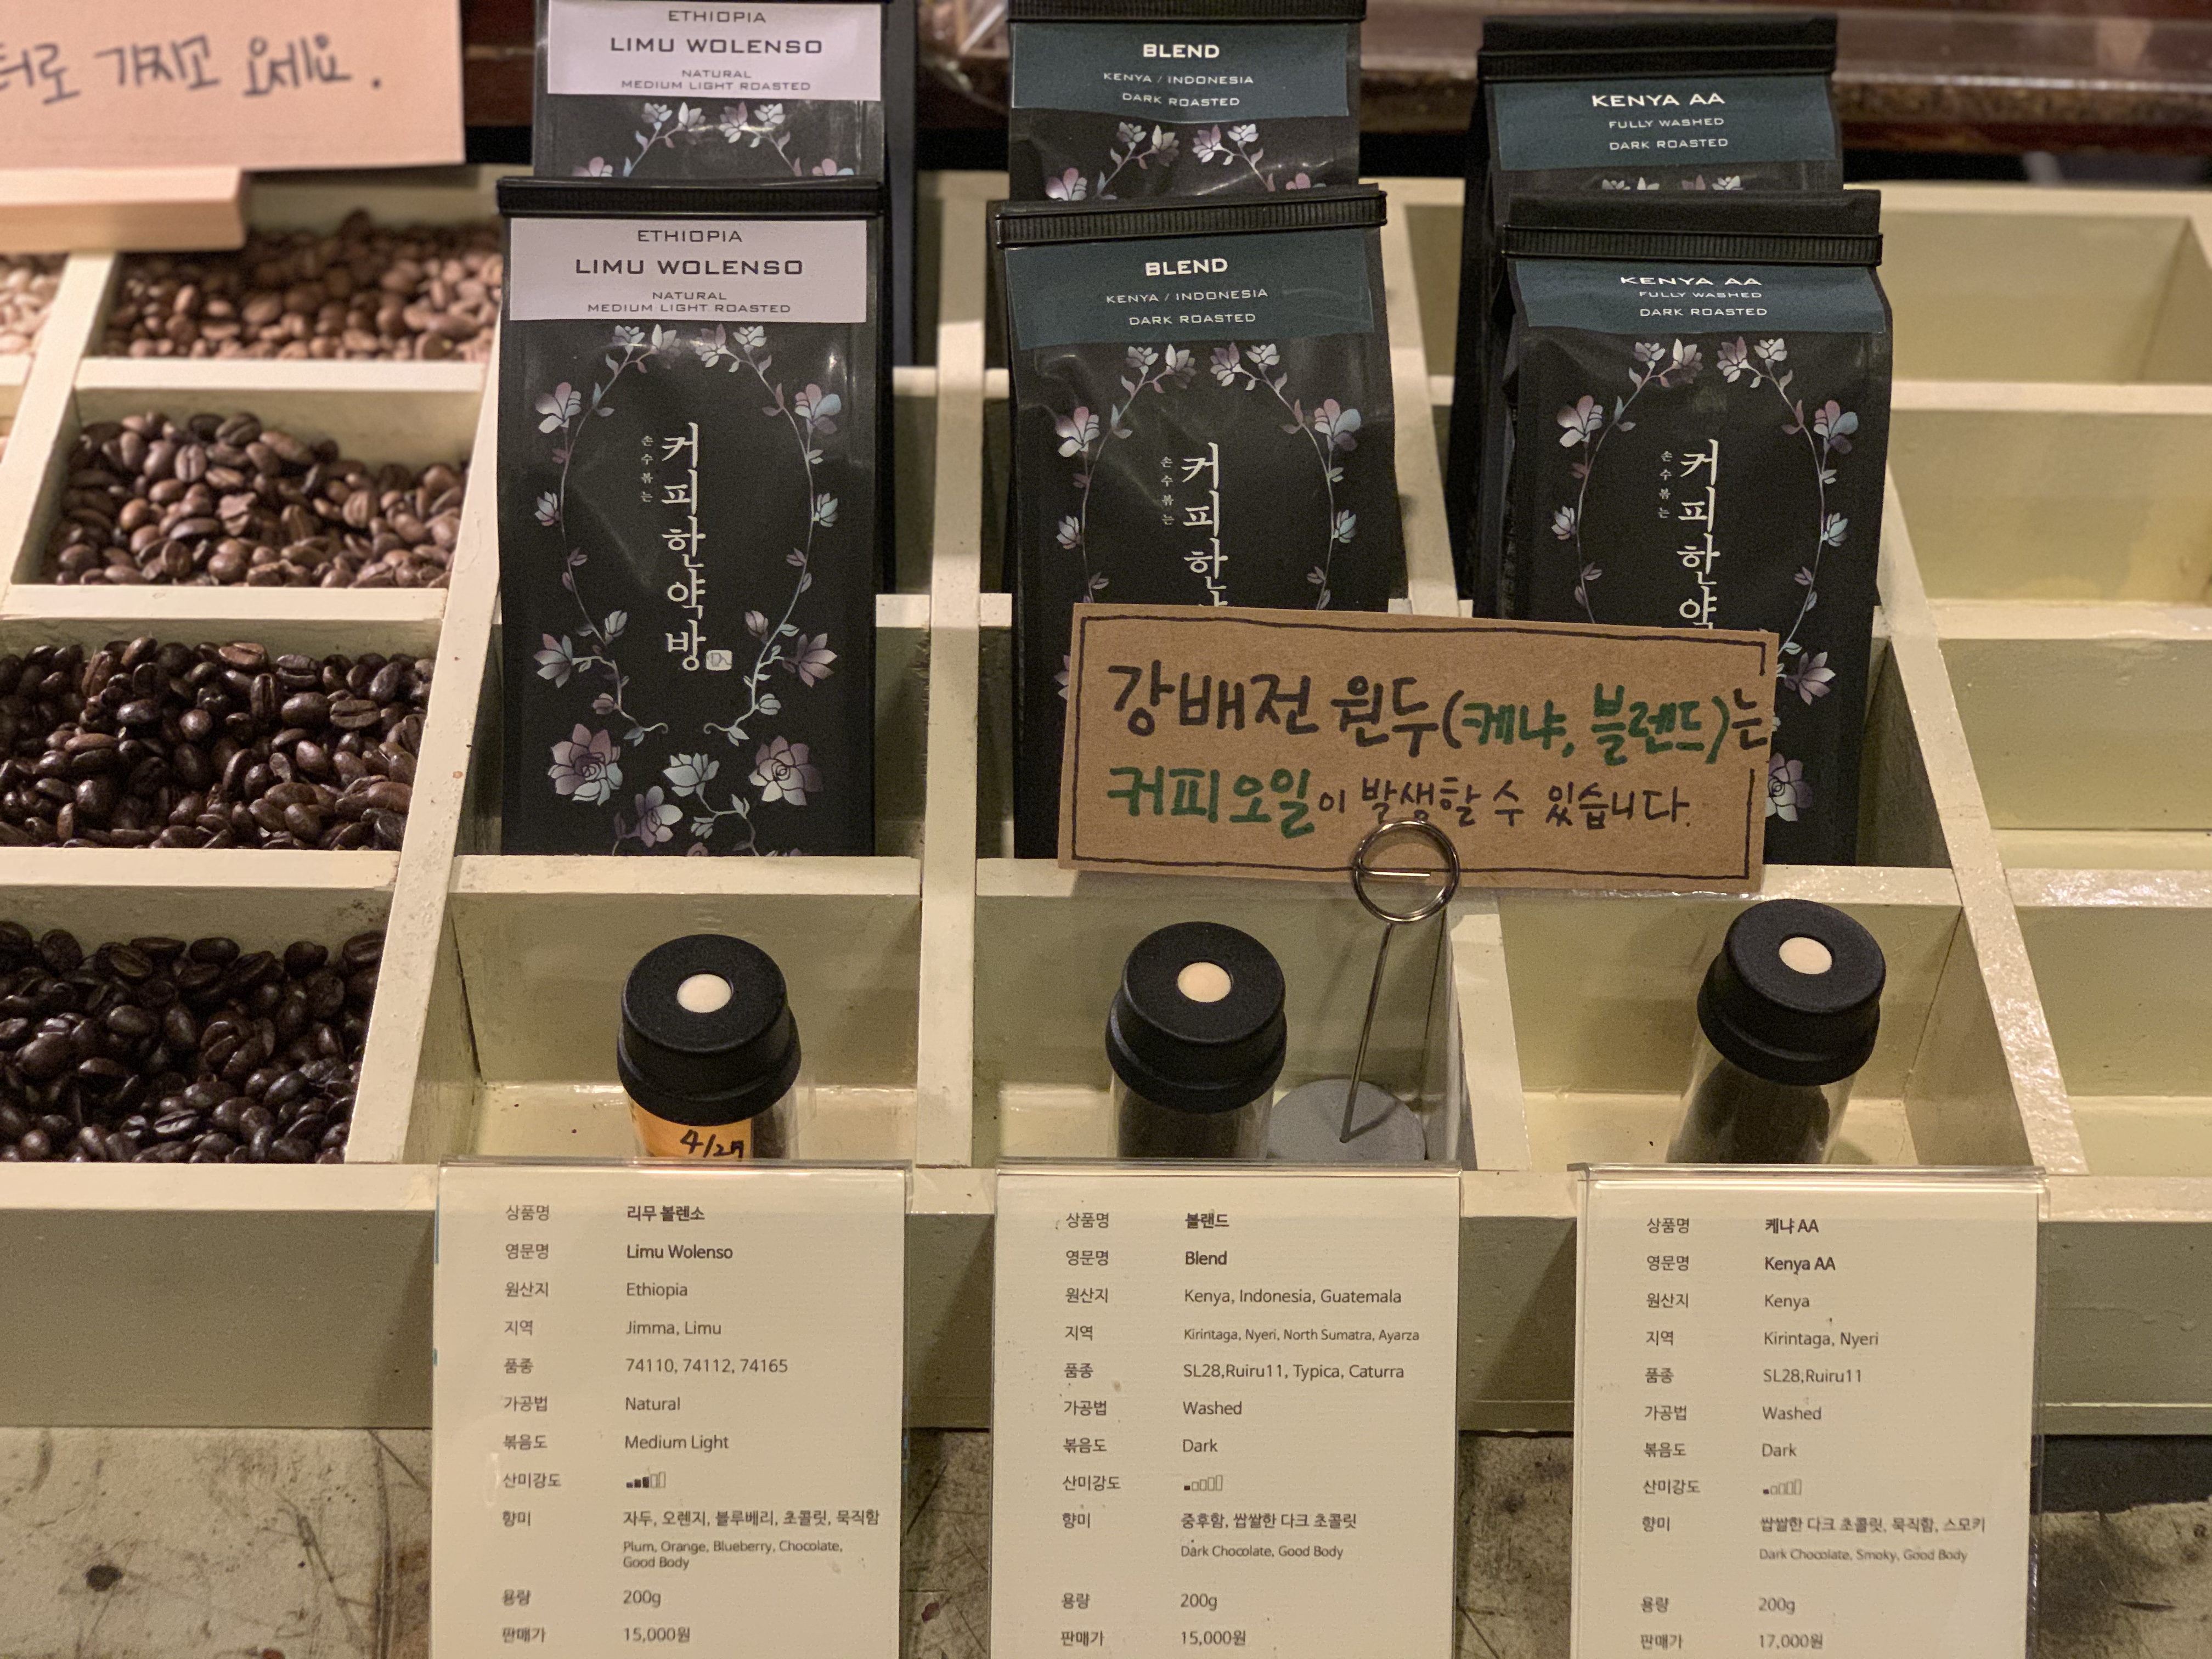 가지고 오세요.
ETHIOPIA
LIMU WOLENSO
NATURAL
MEDIUM LIGHT ROASTED
BLEND
KENYA / INDONESIA
DARK ROASTED
KENYA AA
FULLY WASHED
DARK ROASTED
ETHIOPIA
LIMU WOLENSO
NATURAL
MEDIUM LIGHT ROASTED
손수볶는
커피한약방
BLEND
KENYA / INDONESIA
DARK ROASTED
손수볶는
커피한
KENYA AA
FULLY WASHED
DARK ROASTED
손수볶는
커피한약
강배전 원두(케냐, 블렌드)는
커피오일이 발생할 수 있습니다.
4/27
상품명 리무 볼렌소
영문명 Limu Wolenso
원산지 Ethiopia
지역 Jimma, Limu
품종 74110, 74112, 74165
가공법 Natural
볶음도 Medium Light
산미강도
향미 자두, 오렌지, 블루베리, 초콜릿, 묵직함
Plum, Orange, Blueberry, Chocolate,
Good Body
용량 200g
판매가 15,000원
상품명 블랜드
영문명 Blend
원산지 Kenya, Indonesia, Guatemala
지역 Kirintaga, Nyeri, North Sumatra, Ayarza
품종 SL28,Ruiru11, Typica, Caturra
가공법 Washed
볶음도 Dark
산미강도
향미 중후함, 쌉쌀한 다크 초콜릿
Dark Chocolate, Good Body
용량 200g
판매가 15,000원
상품명 케냐 AA
영문명 Kenya AA
원산지 Kenya
지역 Kirintaga, Nyeri
품종 SL28,Ruiru11
가공법 Washed
볶음도 Dark
산미강도
향미 쌉쌀한 다크 초콜릿, 묵직함, 스모키
Dark Chocolate, Smoky, Good Body
용량 200g
판매가 17,000원